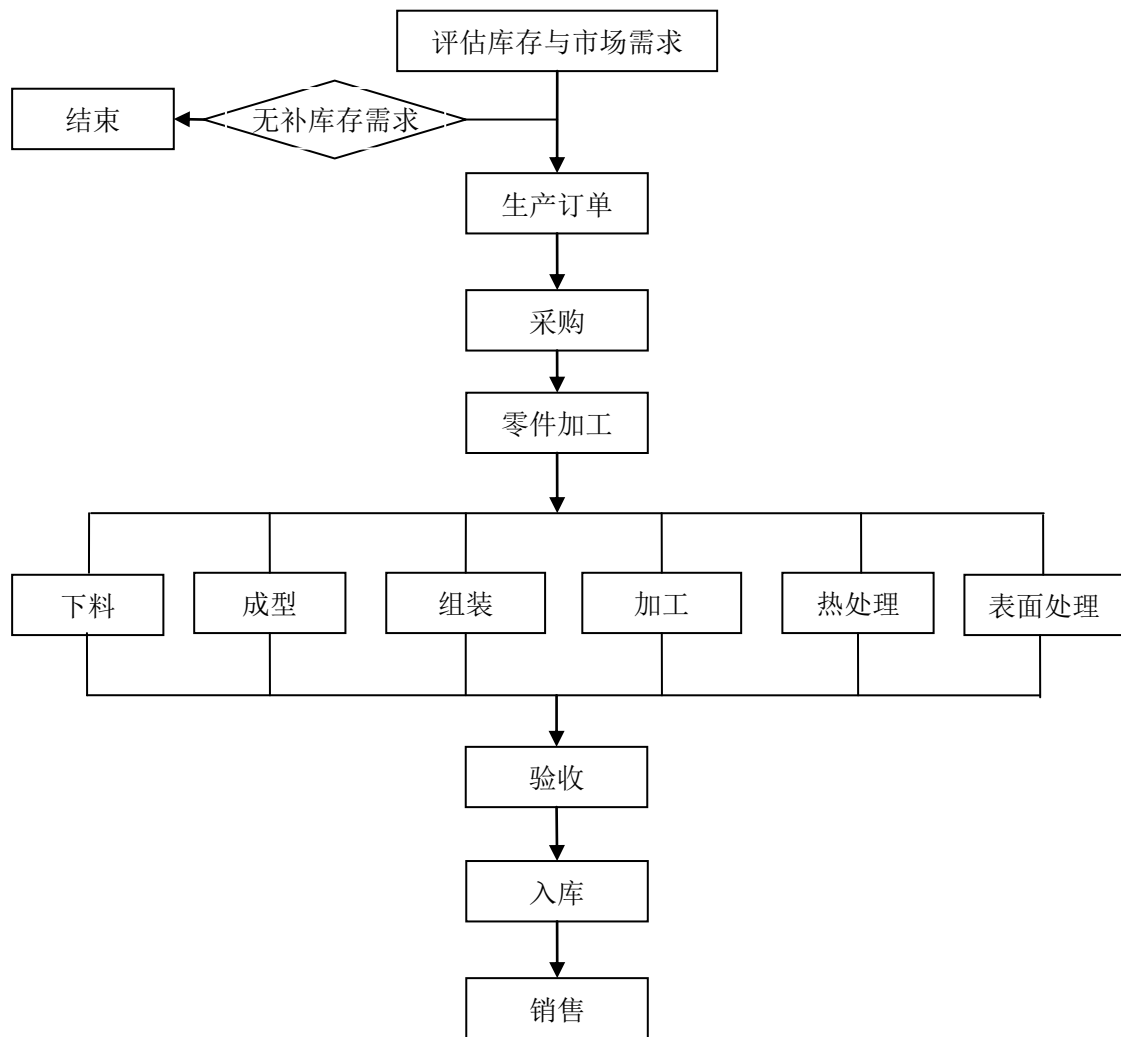 评估库存与市场需求
结束
无补库存需求
生产订单
采购
零件加工
下料
成型
组装
加工
热处理
表面处理
验收
入库
销售